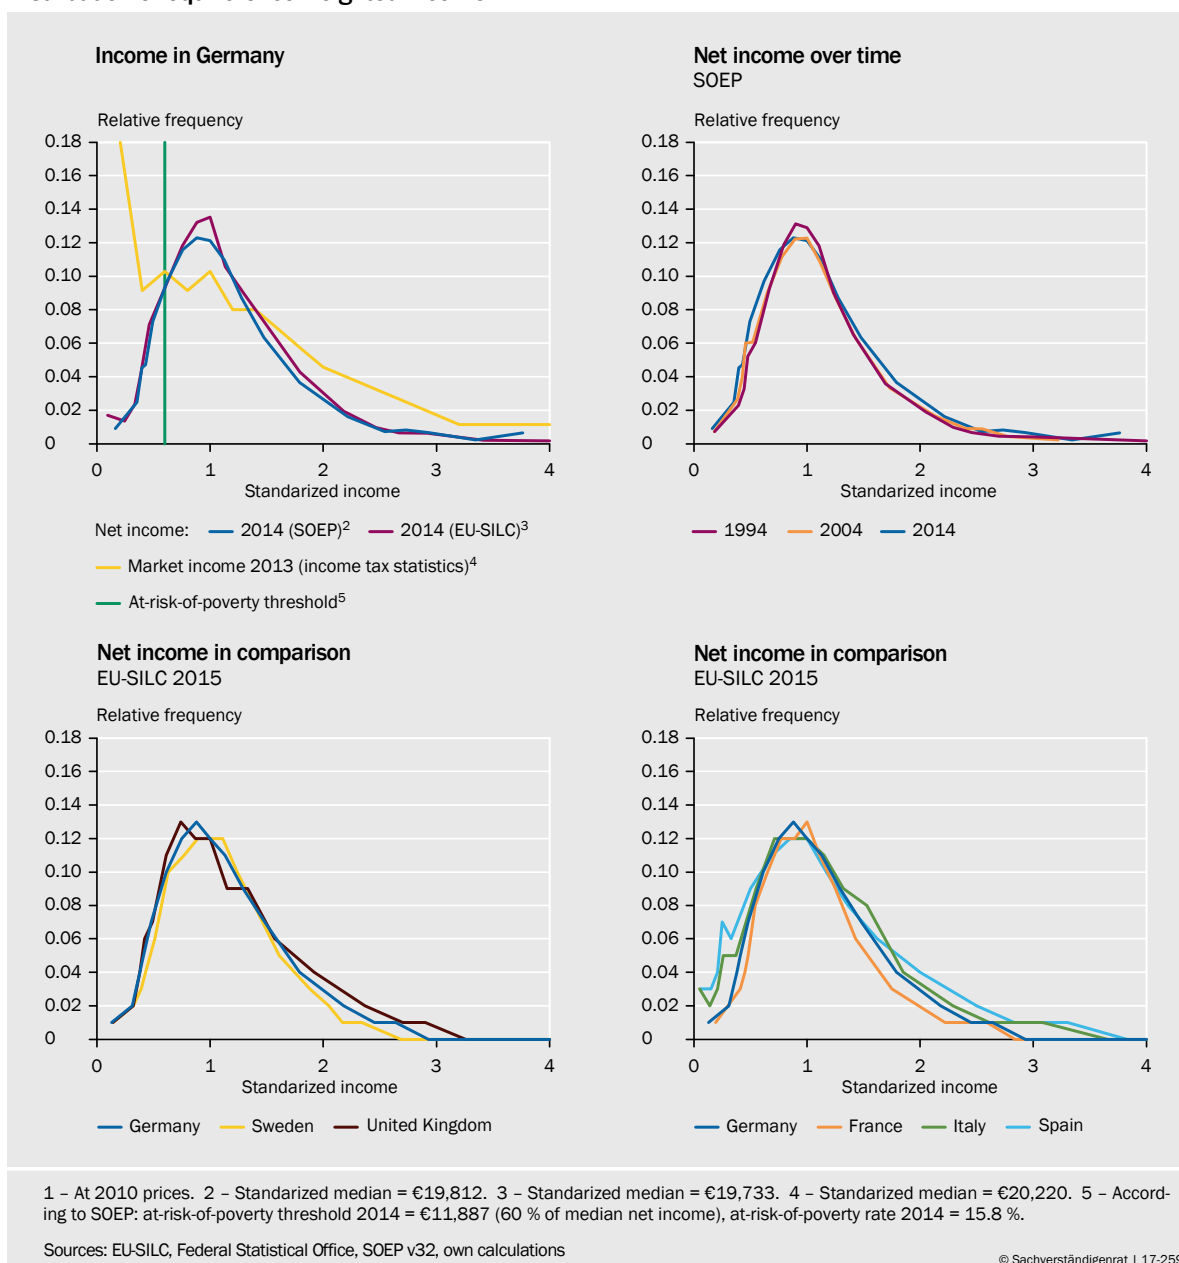 Income in Germany
Relative frequency
0.18
0.16
0.14
0.12
0.10
0.08
0.06
0.04
0.02
0
0 1 2 3 4
Standarized income
Net income: 2014 (SOEP)2 2014 (EU-SILC)3
Market income 2013 (income tax statistics)4
At-risk-of-poverty threshold5
Net income over time
SOEP
Relative frequency
0.18
0.16
0.14
0.12
0.10
0.08
0.06
0.04
0.02
0
0 1 2 3 4
Standarized income
1994 2004 2014
Net income in comparison
EU-SILC 2015
Relative frequency
0.18
0.16
0.14
0.12
0.10
0.08
0.06
0.04
0.02
0
0 1 2 3 4
Standarized income
Germany Sweden United Kingdom
Net income in comparison
EU-SILC 2015
Relative frequency
0.18
0.16
0.14
0.12
0.10
0.08
0.06
0.04
0.02
0
0 1 2 3 4
Standarized income
Germany France Italy Spain
1 – At 2010 prices. 2 – Standarized median = €19,812. 3 – Standarized median = €19,733. 4 – Standarized median = €20,220. 5 – Accord-
ing to SOEP: at-risk-of-poverty threshold 2014 = €11,887 (60 % of median net income), at-risk-of-poverty rate 2014 = 15.8 %.
Sources: EU-SILC, Federal Statistical Office, SOEP v32, own calculations
© Sachverständigenrat | 17-259